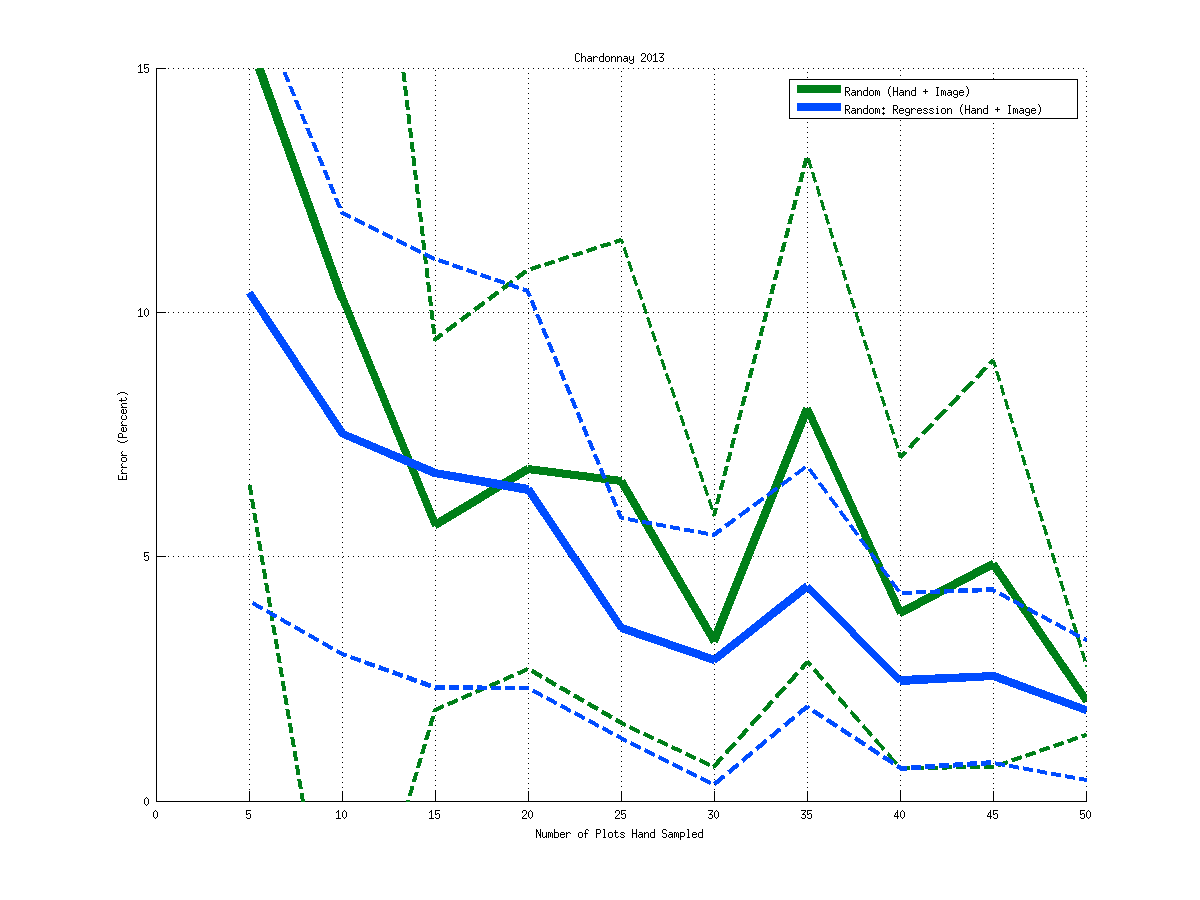 Chardonnay 2013
15
Random (Hand + Image)
Random: Regression (Hand + Image)
10
Error (Percent)
5
0
0 5 10 15 20 25 30 35 40 45 50
Number of Plots Hand Sampled